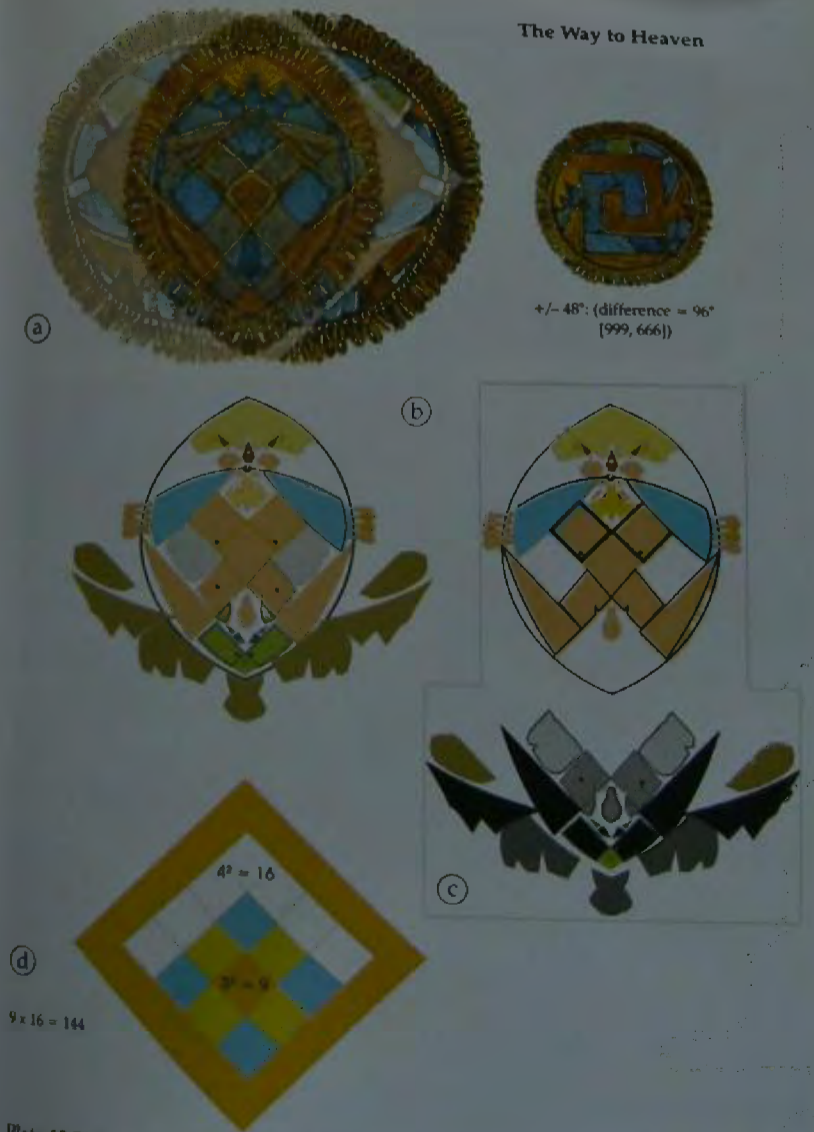 The Way to Heaven
+/– 48°: (difference = 96°
[999, 666])
a
b
c
4² = 16
d
3² = 9
9 x 16 = 144